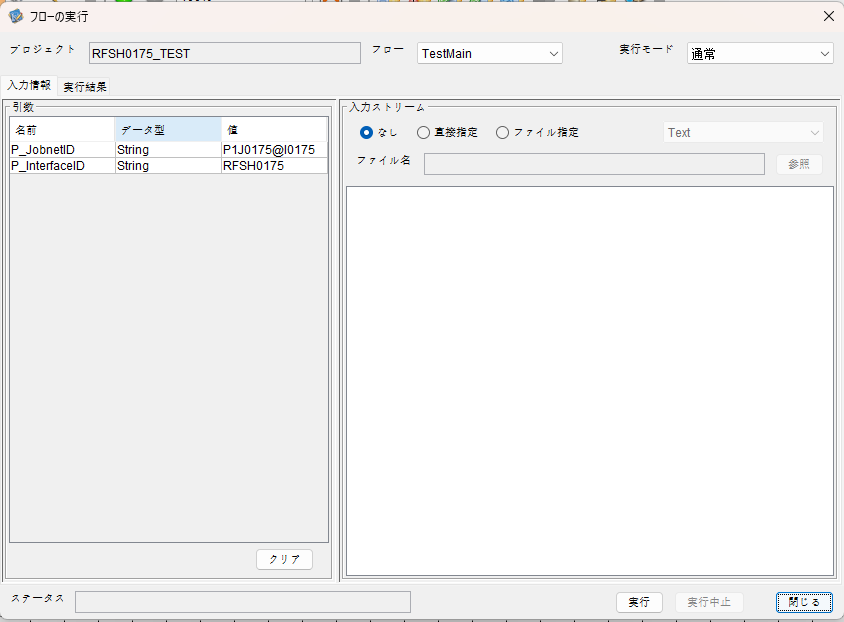 フローの実行
プロジェクト RFSH0175_TEST フロー TestMain 実行モード 通常
入力情報 実行結果
引数
名前 データ型 値
P_JobnetID String P1J0175@I0175
P_InterfaceID String RFSH0175
クリア
入力ストリーム
なし 直接指定 ファイル指定 Text
ファイル名 参照
ステータス 実行 実行中止 閉じる